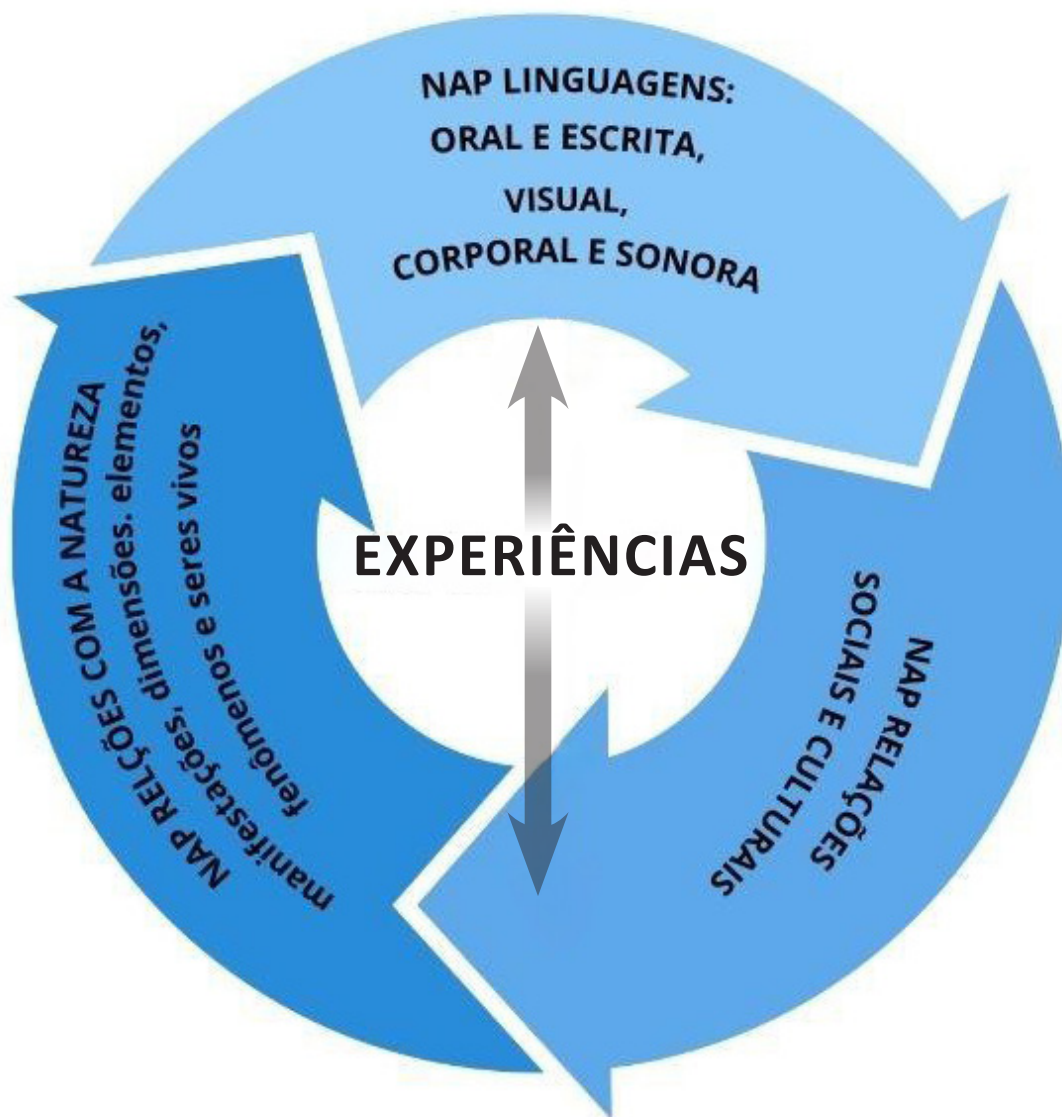 NAP LINGUAGENS:
ORAL E ESCRITA,
VISUAL,
CORPORAL E SONORA
EXPERIÊNCIAS
NAP RELAÇÕES
SOCIAIS E CULTURAIS
NAP RELÇÕES COM A NATUREZA
manifestações, dimensões. elementos,
fenômenos e seres vivos